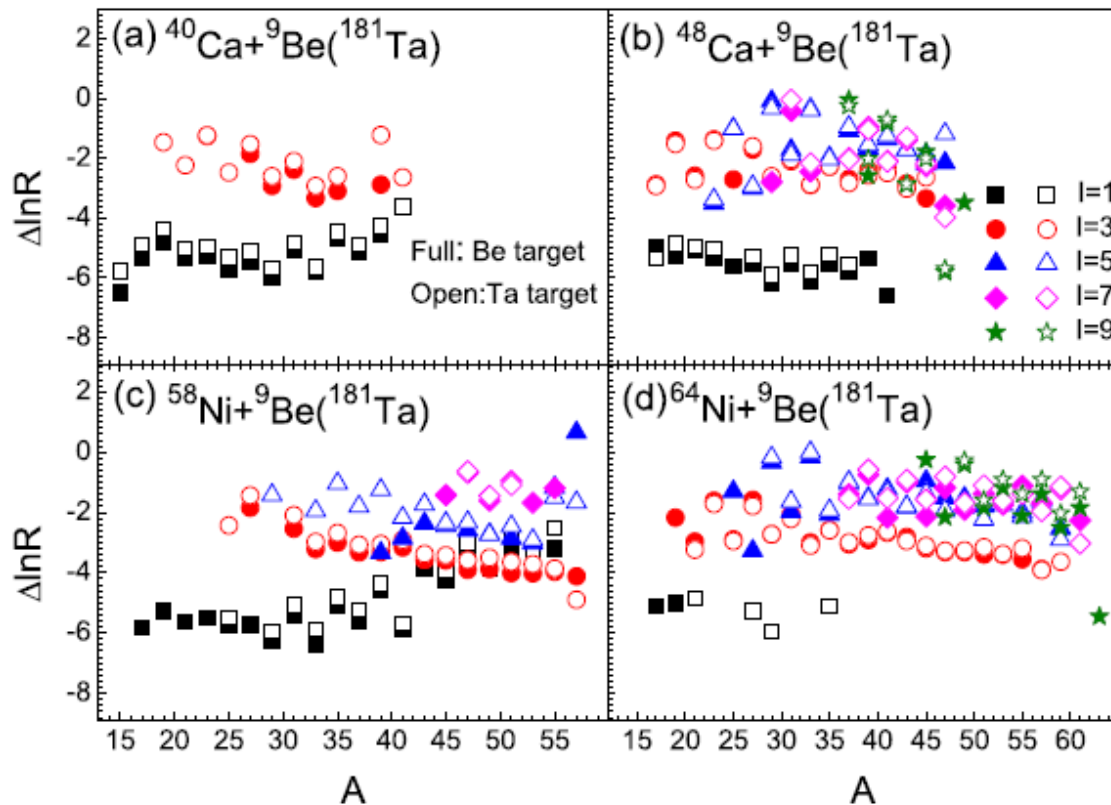 (a) ⁴⁰Ca+⁹Be(¹⁸¹Ta)
(b) ⁴⁸Ca+⁹Be(¹⁸¹Ta)
2
0
-2
-4
-6
-8
ΔlnR
Full: Be target
Open:Ta target
I=1
I=3
I=5
I=7
I=9
(c) ⁵⁸Ni+⁹Be(¹⁸¹Ta)
(d) ⁶⁴Ni+⁹Be(¹⁸¹Ta)
2
0
-2
-4
-6
-8
ΔlnR
15 20 25 30 35 40 45 50 55
15 20 25 30 35 40 45 50 55 60
A
A